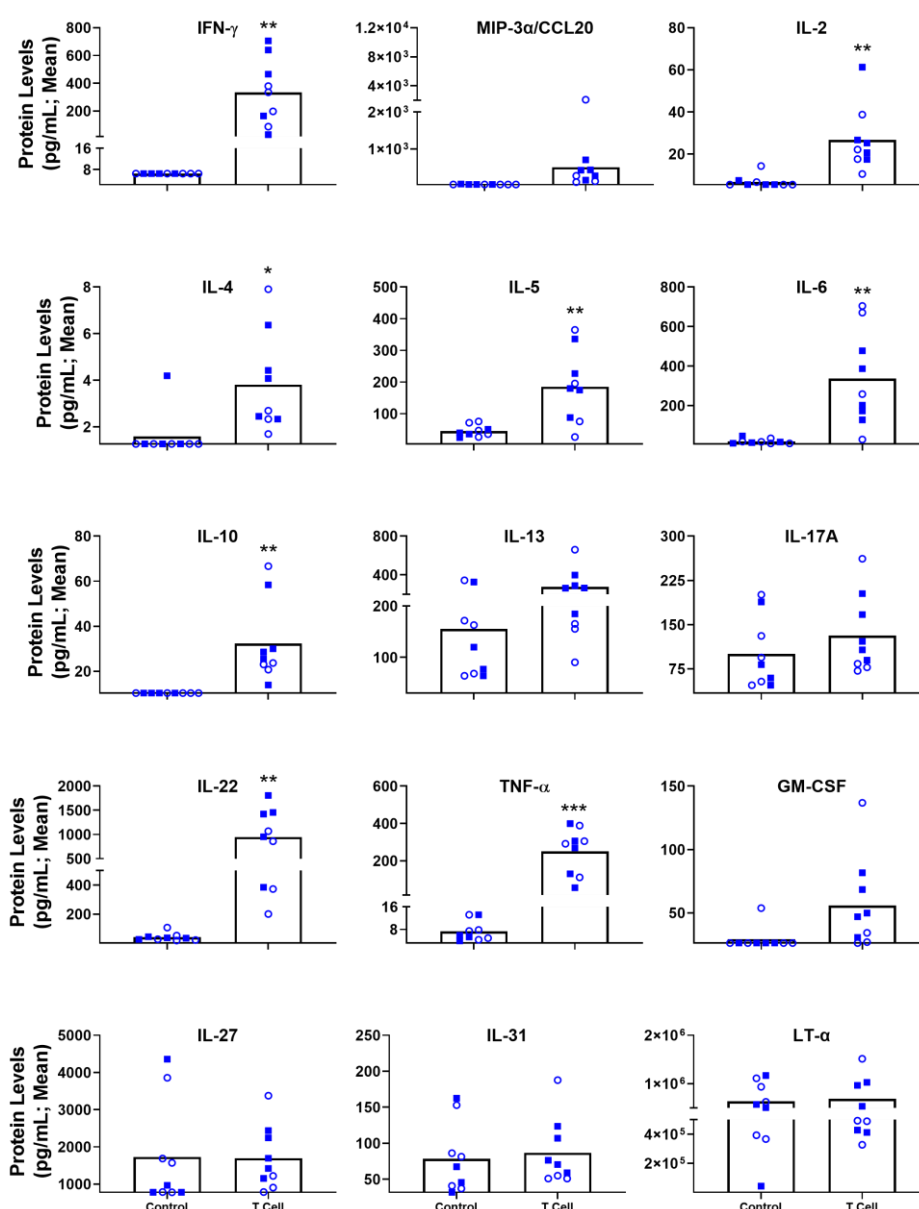 IFN-γ
**
Protein Levels
(pg/mL; Mean)
800
600
400
200
0
16
8
MIP-3α/CCL20
1.2×10⁴
8×10³
4×10³
2×10³
1×10³
IL-2
**
60
40
20
IL-4
*
Protein Levels
(pg/mL; Mean)
8
6
4
2
IL-5
**
500
400
300
200
100
IL-6
**
800
600
400
200
IL-10
**
Protein Levels
(pg/mL; Mean)
80
60
40
20
IL-13
800
400
200
100
IL-17A
300
225
150
75
IL-22
**
Protein Levels
(pg/mL; Mean)
2000
1500
1000
500
400
200
TNF-α
***
600
400
200
16
8
GM-CSF
150
100
50
IL-27
Protein Levels
(pg/mL; Mean)
5000
4000
3000
2000
1000
Control
T Cell
IL-31
250
200
150
100
50
Control
T Cell
LT-α
2×10⁶
1×10⁶
4×10⁵
2×10⁵
Control
T Cell